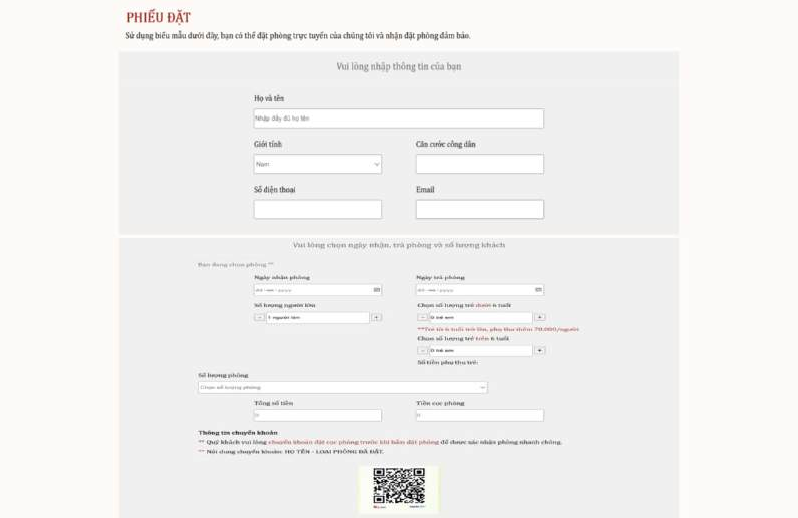 PHIẾU ĐẶT
Sử dụng biểu mẫu dưới đây, bạn có thể đặt phòng trực tuyến của chúng tôi và nhận đặt phòng đảm bảo.
Vui lòng nhập thông tin của bạn
Họ và tên
Nhập đầy đủ họ tên
Giới tính
Căn cước công dân
Nam
Số điện thoại
Email
Vui lòng chọn ngày nhận, trả phòng và số lượng khách
Bạn đang chọn phòng **
Ngày nhận phòng
Ngày trả phòng
dd - mm - yyyy
dd - mm - yyyy
Số lượng người lớn
Chọn số lượng trẻ dưới 6 tuổi
- 1 người lớn +
- 0 trẻ em +
**Trẻ từ 6 tuổi trở lên, phụ thu thêm 70.000/người
Chọn số lượng trẻ trên 6 tuổi
- 0 trẻ em +
Số tiền phụ thu trẻ:
Số lượng phòng
Chọn số lượng phòng
Tổng số tiền
Tiền cọc phòng
0
0
Thông tin chuyển khoản
** Quý khách vui lòng chuyển khoản đặt cọc phòng trước khi bấm đặt phòng để được xác nhận phòng nhanh chóng.
** Nội dung chuyển khoản: HỌ TÊN - LOẠI PHÒNG ĐÃ ĐẶT.